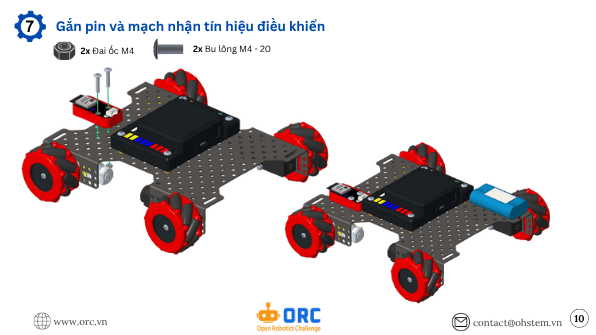 7 Gắn pin và mạch nhận tín hiệu điều khiển
2x Đai ốc M4
2x Bu lông M4 - 20
www.orc.vn
ORC
Open Robotics Challenge
contact@ohstem.vn
10